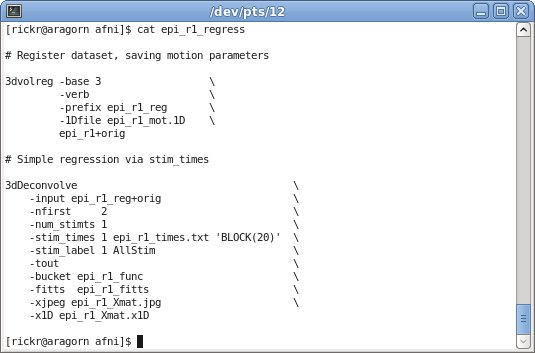 /dev/pts/12
[rickr@aragorn afni]$ cat epi_r1_regress
# Register dataset, saving motion parameters
3dvolreg -base 3 \
-verb \
-prefix epi_r1_reg \
-1Dfile epi_r1_mot.1D \
epi_r1+orig
# Simple regression via stim_times
3dDeconvolve \
-input epi_r1_reg+orig \
-nfirst 2 \
-num_stimts 1 \
-stim_times 1 epi_r1_times.txt 'BLOCK(20)' \
-stim_label 1 AllStim \
-tout \
-bucket epi_r1_func \
-fitts epi_r1_fitts \
-xjpeg epi_r1_Xmat.jpg \
-x1D epi_r1_Xmat.x1D
[rickr@aragorn afni]$